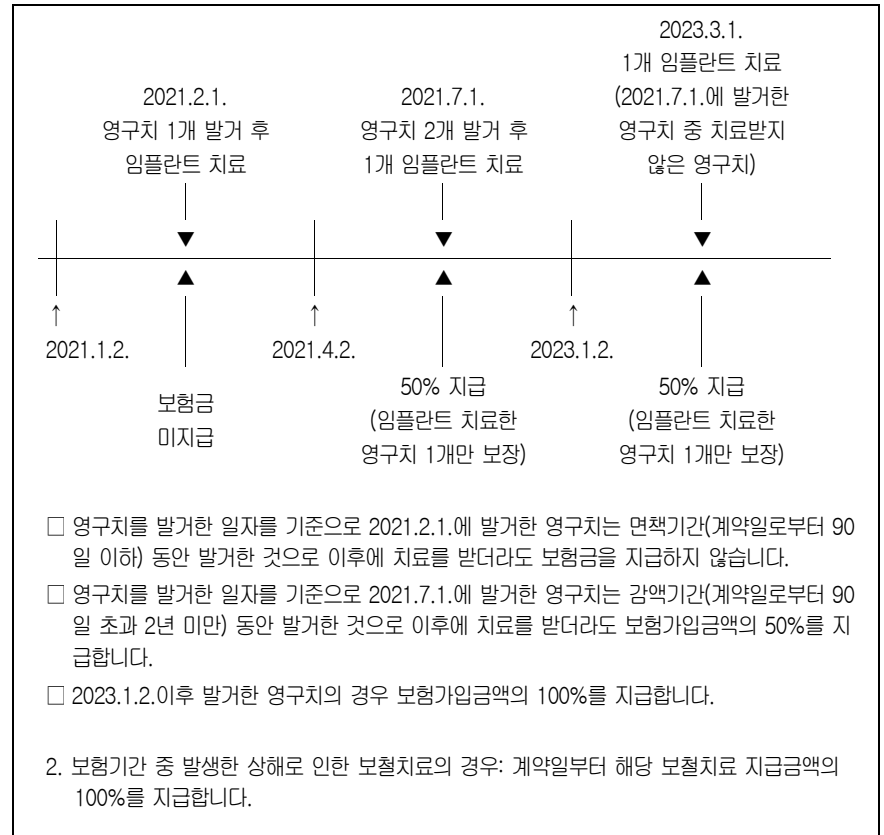 2023.3.1.
1개 임플란트 치료
2021.2.1.
2021.7.1.
(2021.7.1.에 발거한
영구치 1개 발거 후
영구치 2개 발거 후
영구치 중 치료받지
임플란트 치료
1개 임플란트 치료
않은 영구치)
▼ ▼ ▼
▲ ▲ ▲
↑ ↑ ↑
2021.1.2.
2021.4.2.
2023.1.2.
보험금
미지급
50% 지급
(임플란트 치료한
영구치 1개만 보장)
50% 지급
(임플란트 치료한
영구치 1개만 보장)
□ 영구치를 발거한 일자를 기준으로 2021.2.1.에 발거한 영구치는 면책기간(계약일로부터 90
일 이하) 동안 발거한 것으로 이후에 치료를 받더라도 보험금을 지급하지 않습니다.
□ 영구치를 발거한 일자를 기준으로 2021.7.1.에 발거한 영구치는 감액기간(계약일로부터 90
일 초과 2년 미만) 동안 발거한 것으로 이후에 치료를 받더라도 보험가입금액의 50%를 지
급합니다.
□ 2023.1.2.이후 발거한 영구치의 경우 보험가입금액의 100%를 지급합니다.
2. 보험기간 중 발생한 상해로 인한 보철치료의 경우: 계약일부터 해당 보철치료 지급금액의
100%를 지급합니다.